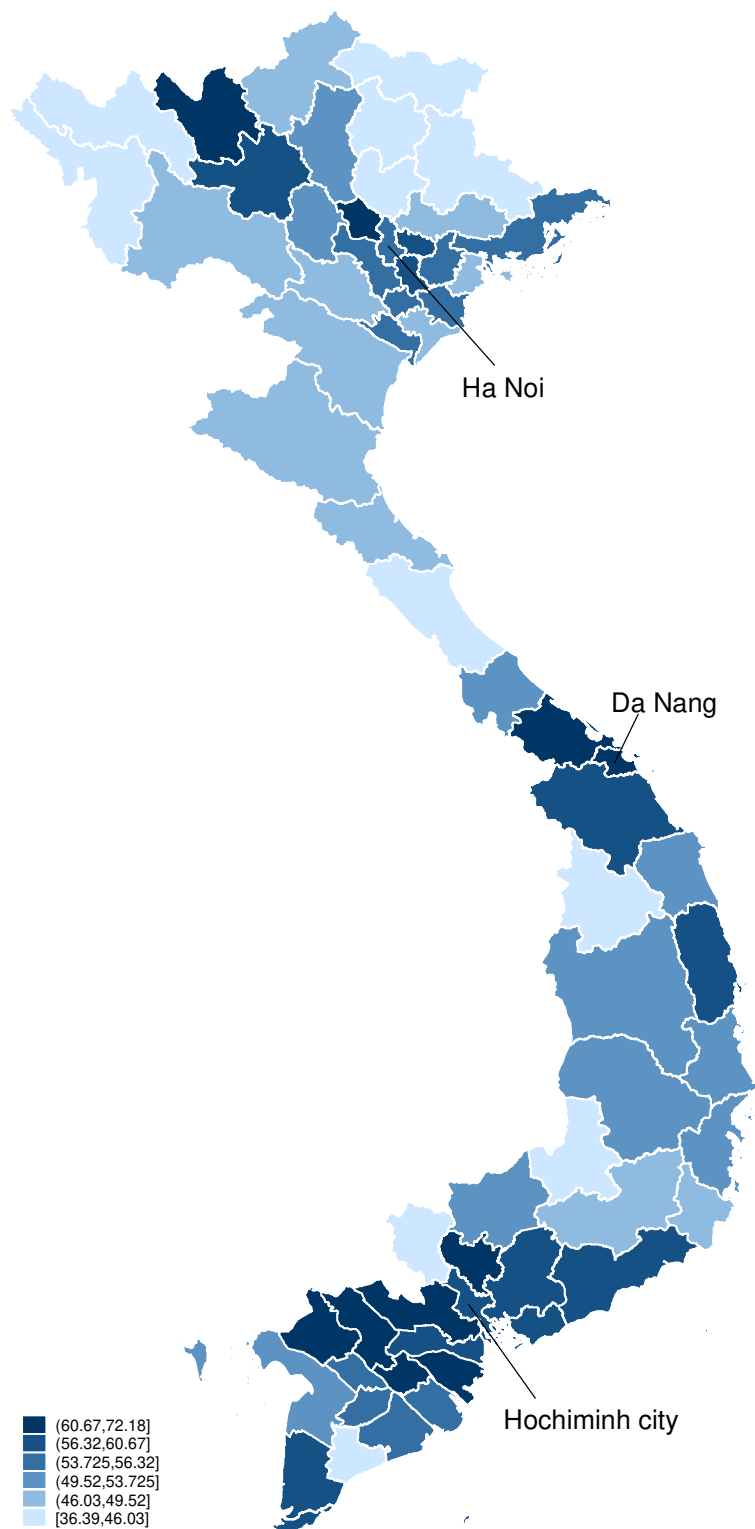 Ha Noi
Da Nang
Hochiminh city
(60.67,72.18]
(56.32,60.67]
(53.725,56.32]
(49.52,53.725]
(46.03,49.52]
[36.39,46.03]